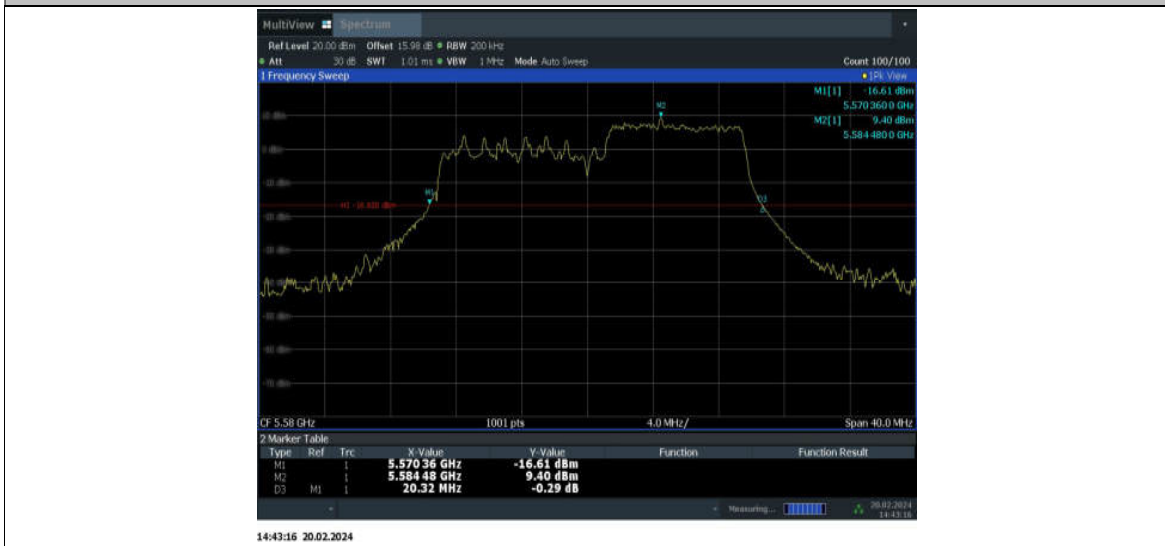 MultiView Spectrum
Ref Level 20.00 dBm Offset 15.98 dB RBW 200 kHz
Att 30 dB SWT 1.01 ms VBW 1 MHz Mode Auto Sweep Count 100/100
1 Frequency Sweep 1Pk View
M1[1] -16.61 dBm
5.570 360 0 GHz
M2[1] 9.40 dBm
5.584 480 0 GHz
M2
M1
D3
CF 5.58 GHz 1001 pts 4.0 MHz/ Span 40.0 MHz
2 Marker Table
Type Ref Trc X-Value Y-Value Function Function Result
M1 1 5.570 36 GHz -16.61 dBm
M2 1 5.584 48 GHz 9.40 dBm
D3 M1 1 20.32 MHz -0.29 dB
Measuring... 20.02.2024
14:43:16
14:43:16 20.02.2024